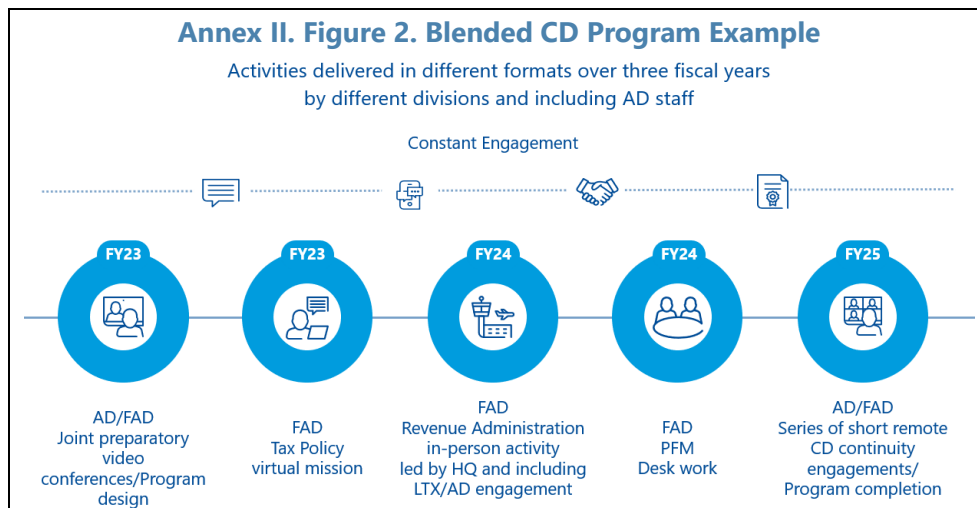 Annex II. Figure 2. Blended CD Program Example
Activities delivered in different formats over three fiscal years
by different divisions and including AD staff
Constant Engagement
FY23
FY23
FY24
FY24
FY25
AD/FAD
Joint preparatory
video
conferences/Program
design
FAD
Tax Policy
virtual mission
FAD
Revenue Administration
in-person activity
led by HQ and including
LTX/AD engagement
FAD
PFM
Desk work
AD/FAD
Series of short remote
CD continuity
engagements/
Program completion